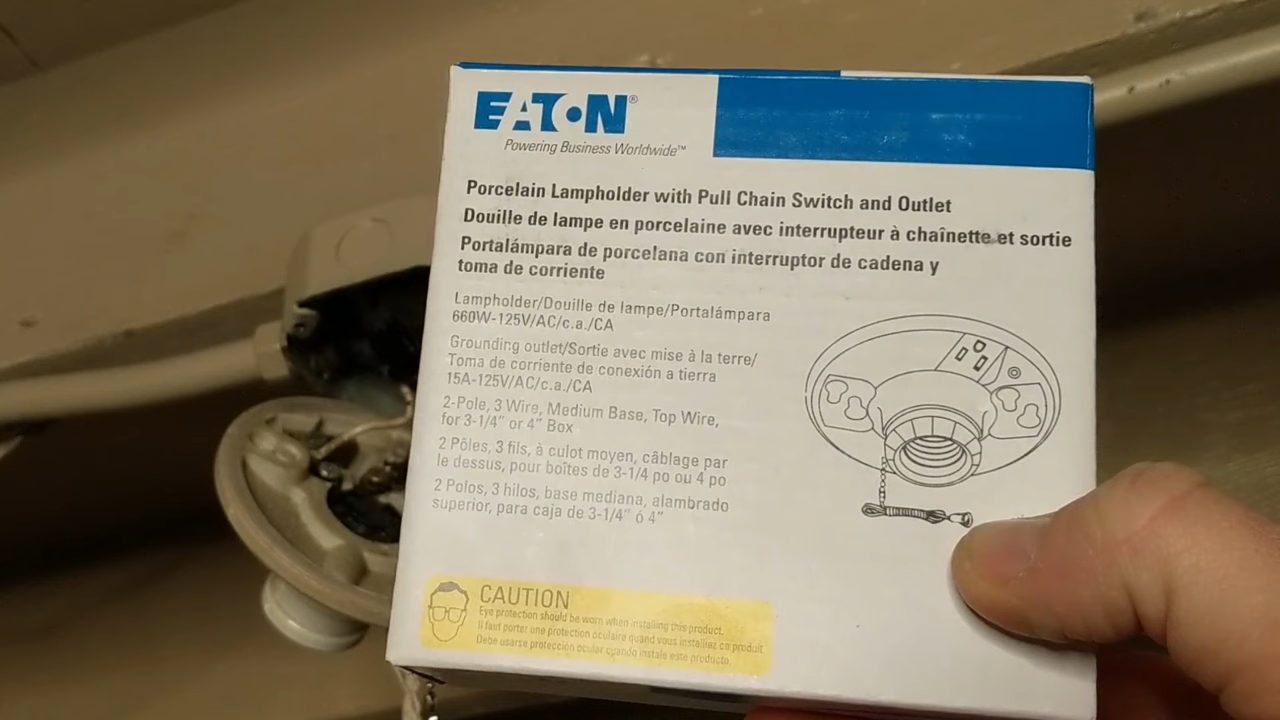 EATON®
Powering Business Worldwide™
Porcelain Lampholder with Pull Chain Switch and Outlet
Douille de lampe en porcelaine avec interrupteur à chaînette et sortie
Portalámpara de porcelana con interruptor de cadena y
toma de corriente
Lampholder/Douille de lampe/Portalámpara
660W-125V/AC/c.a./CA
Grounding outlet/Sortie avec mise à la terre/
Toma de corriente de conexión a tierra
15A-125V/AC/c.a./CA
2-Pole, 3 Wire, Medium Base, Top Wire,
for 3-1/4" or 4" Box
2 Pôles, 3 fils, à culot moyen, câblage par
le dessus, pour boîtes de 3-1/4 po ou 4 po
2 Polos, 3 hilos, base mediana, alambrado
superior, para caja de 3-1/4" ó 4"
CAUTION
Eye protection should be worn when installing this product.
Il faut porter une protection oculaire quand vous installez ce produit.
Debe usarse protección ocular cuando instale este producto.